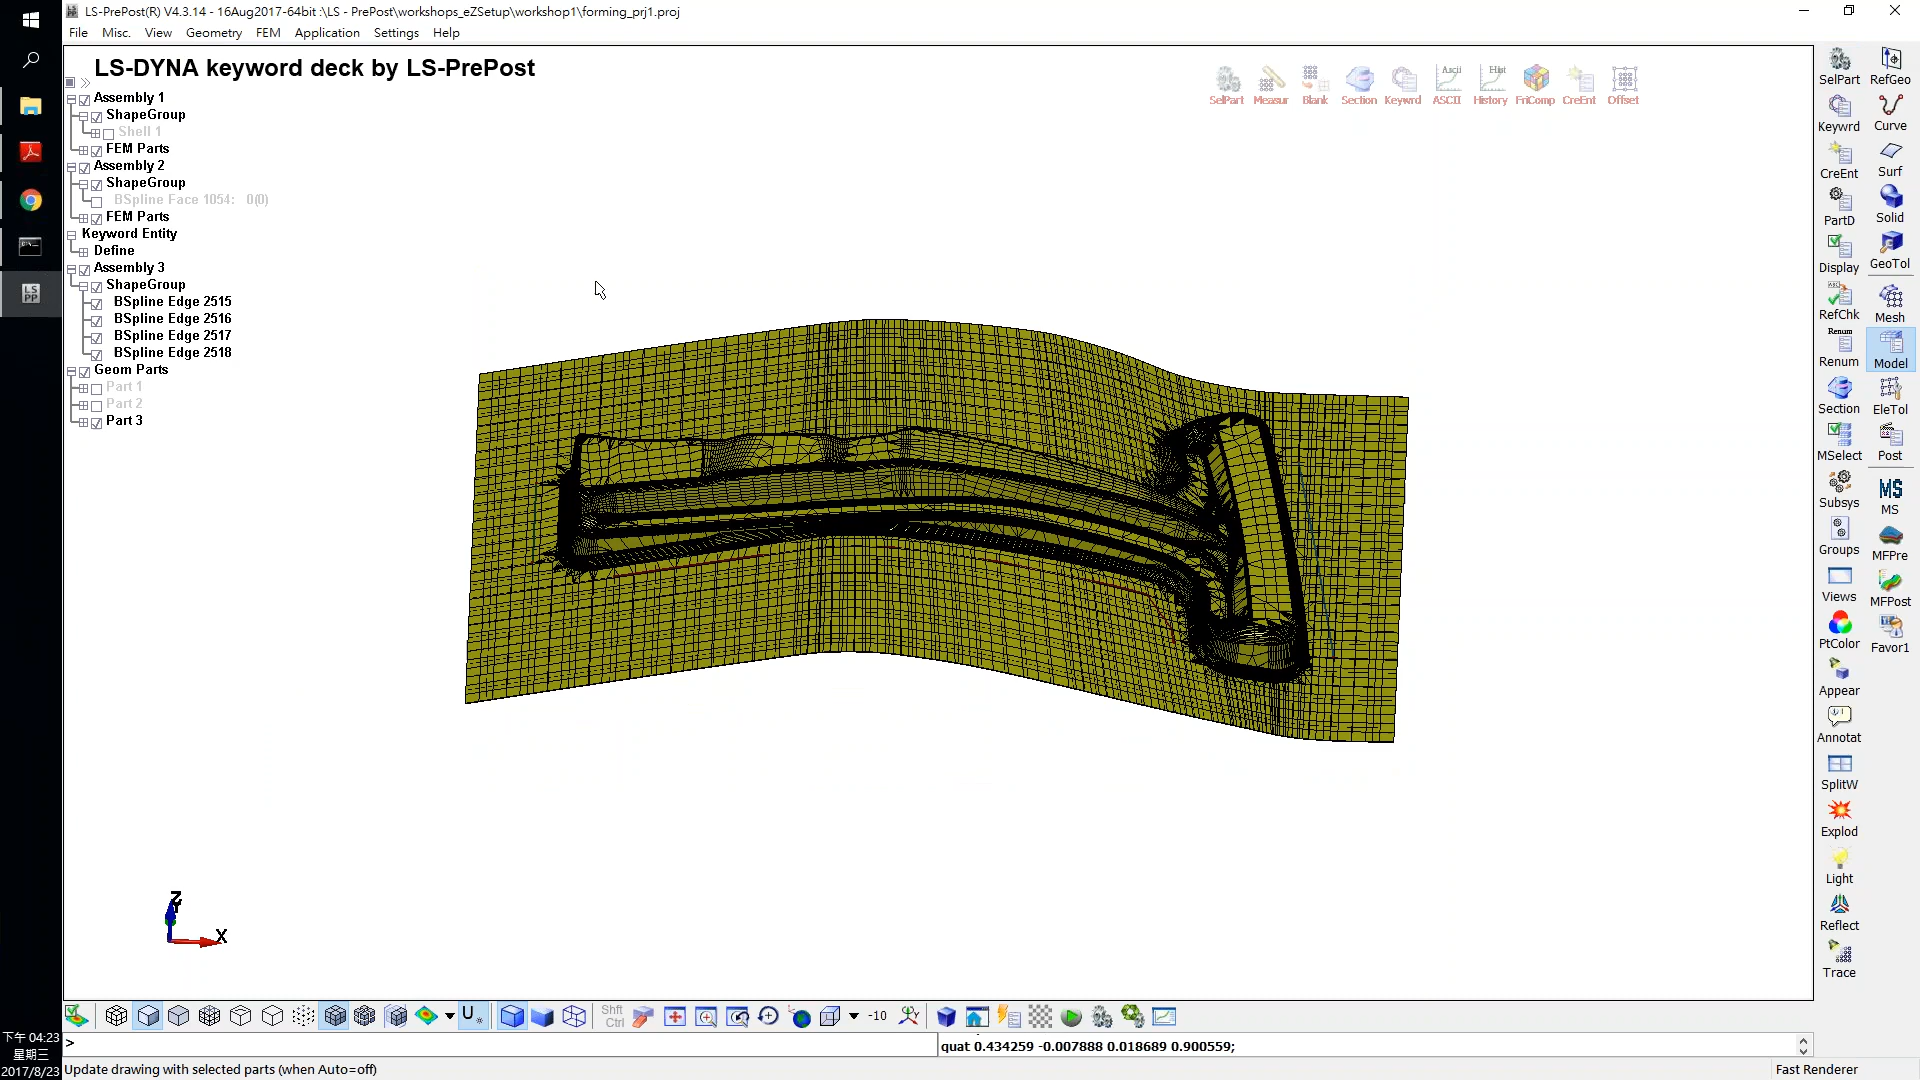 LS-PrePost(R) V4.3.14 - 16Aug2017-64bit :\LS - PrePost\workshops_eZSetup\workshop1\forming_prj1.proj
File Misc. View Geometry FEM Application Settings Help
LS-DYNA keyword deck by LS-PrePost
Assembly 1
ShapeGroup
Shell 1
FEM Parts
Assembly 2
ShapeGroup
BSpline Face 1054: 0(0)
FEM Parts
Keyword Entity
Define
Assembly 3
ShapeGroup
BSpline Edge 2515
BSpline Edge 2516
BSpline Edge 2517
BSpline Edge 2518
Geom Parts
Part 1
Part 2
Part 3
SelPart Measur Blank Section Keywrd ASCII History FriComp CreEnt Offset
SelPart RefGeo
Keywrd Curve
CreEnt Surf
PartD Solid
Display GeoTol
RefChk Mesh
Renum Model
Section EleTol
MSelect Post
Subsys MS
Groups MFPre
Views MFPost
PtColor Favor1
Appear
Annotat
SplitW
Explod
Light
Reflect
Trace
Z
Y
X
Shft
Ctrl
-10
>
quat 0.434259 -0.007888 0.018689 0.900559;
Update drawing with selected parts (when Auto=off)
Fast Renderer
下午 04:23
星期三
2017/8/23